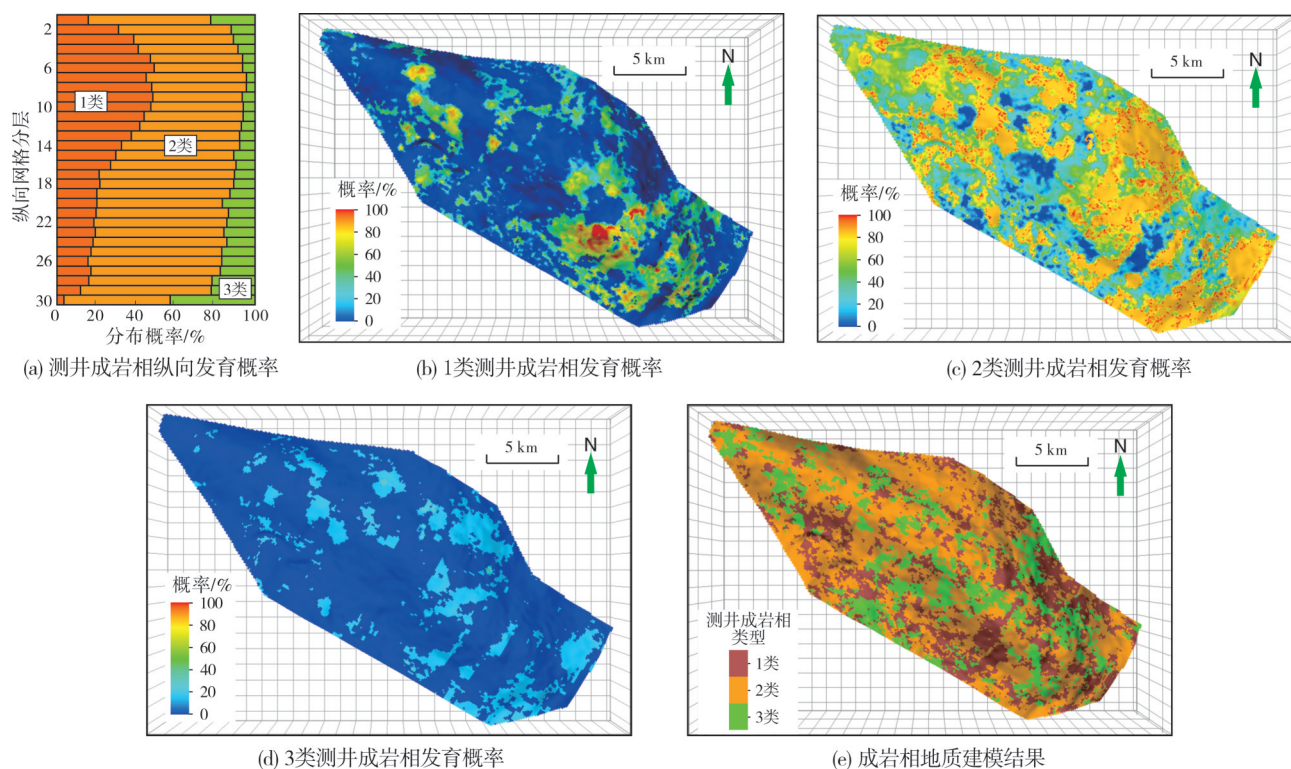 2
6
10
14
18
22
26
30
纵向网格分层
1类
2类
3类
0 20 40 60 80 100
分布概率/%
(a) 测井成岩相纵向发育概率
5 km
N
概率/%
100
80
60
40
20
0
(b) 1类测井成岩相发育概率
5 km
N
概率/%
100
80
60
40
20
0
(c) 2类测井成岩相发育概率
5 km
N
概率/%
100
80
60
40
20
0
(d) 3类测井成岩相发育概率
5 km
N
测井成岩相
类型
1类
2类
3类
(e) 成岩相地质建模结果